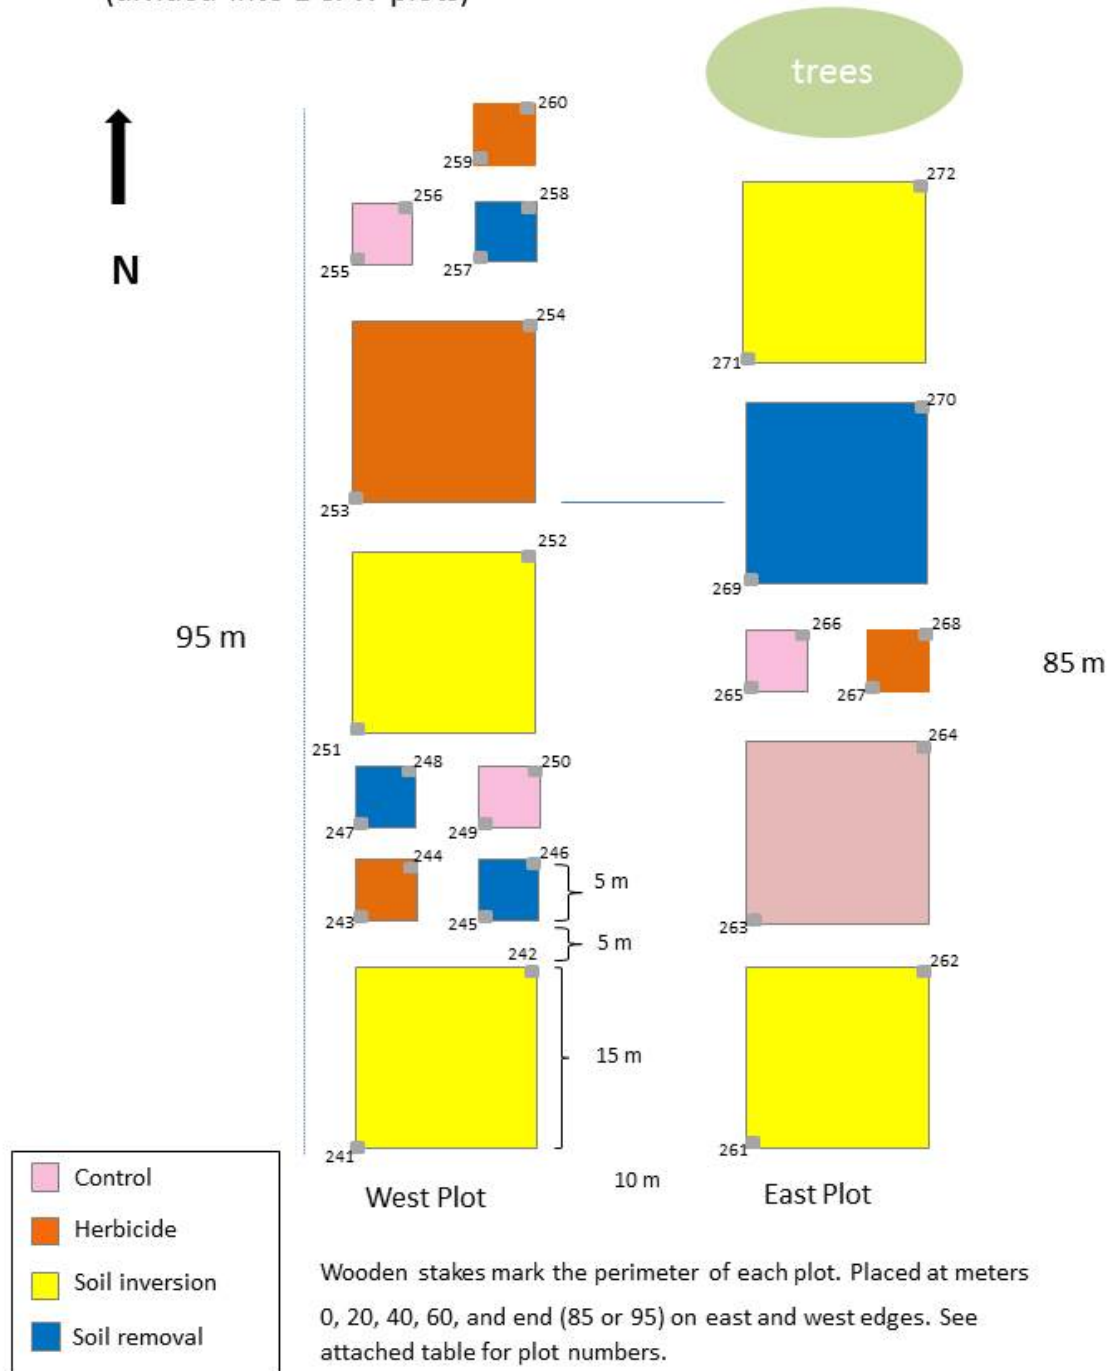 (divided into E & W plots)
trees
260
259
N
256
258
255
257
272
254
271
253
270
252
269
95 m
266
268
265
267
85 m
264
251
248
250
247
249
244
246
5 m
243
245
263
5 m
242
262
15 m
241
261
10 m
West Plot
East Plot
Control
Herbicide
Soil inversion
Soil removal
Wooden stakes mark the perimeter of each plot. Placed at meters
0, 20, 40, 60, and end (85 or 95) on east and west edges. See
attached table for plot numbers.